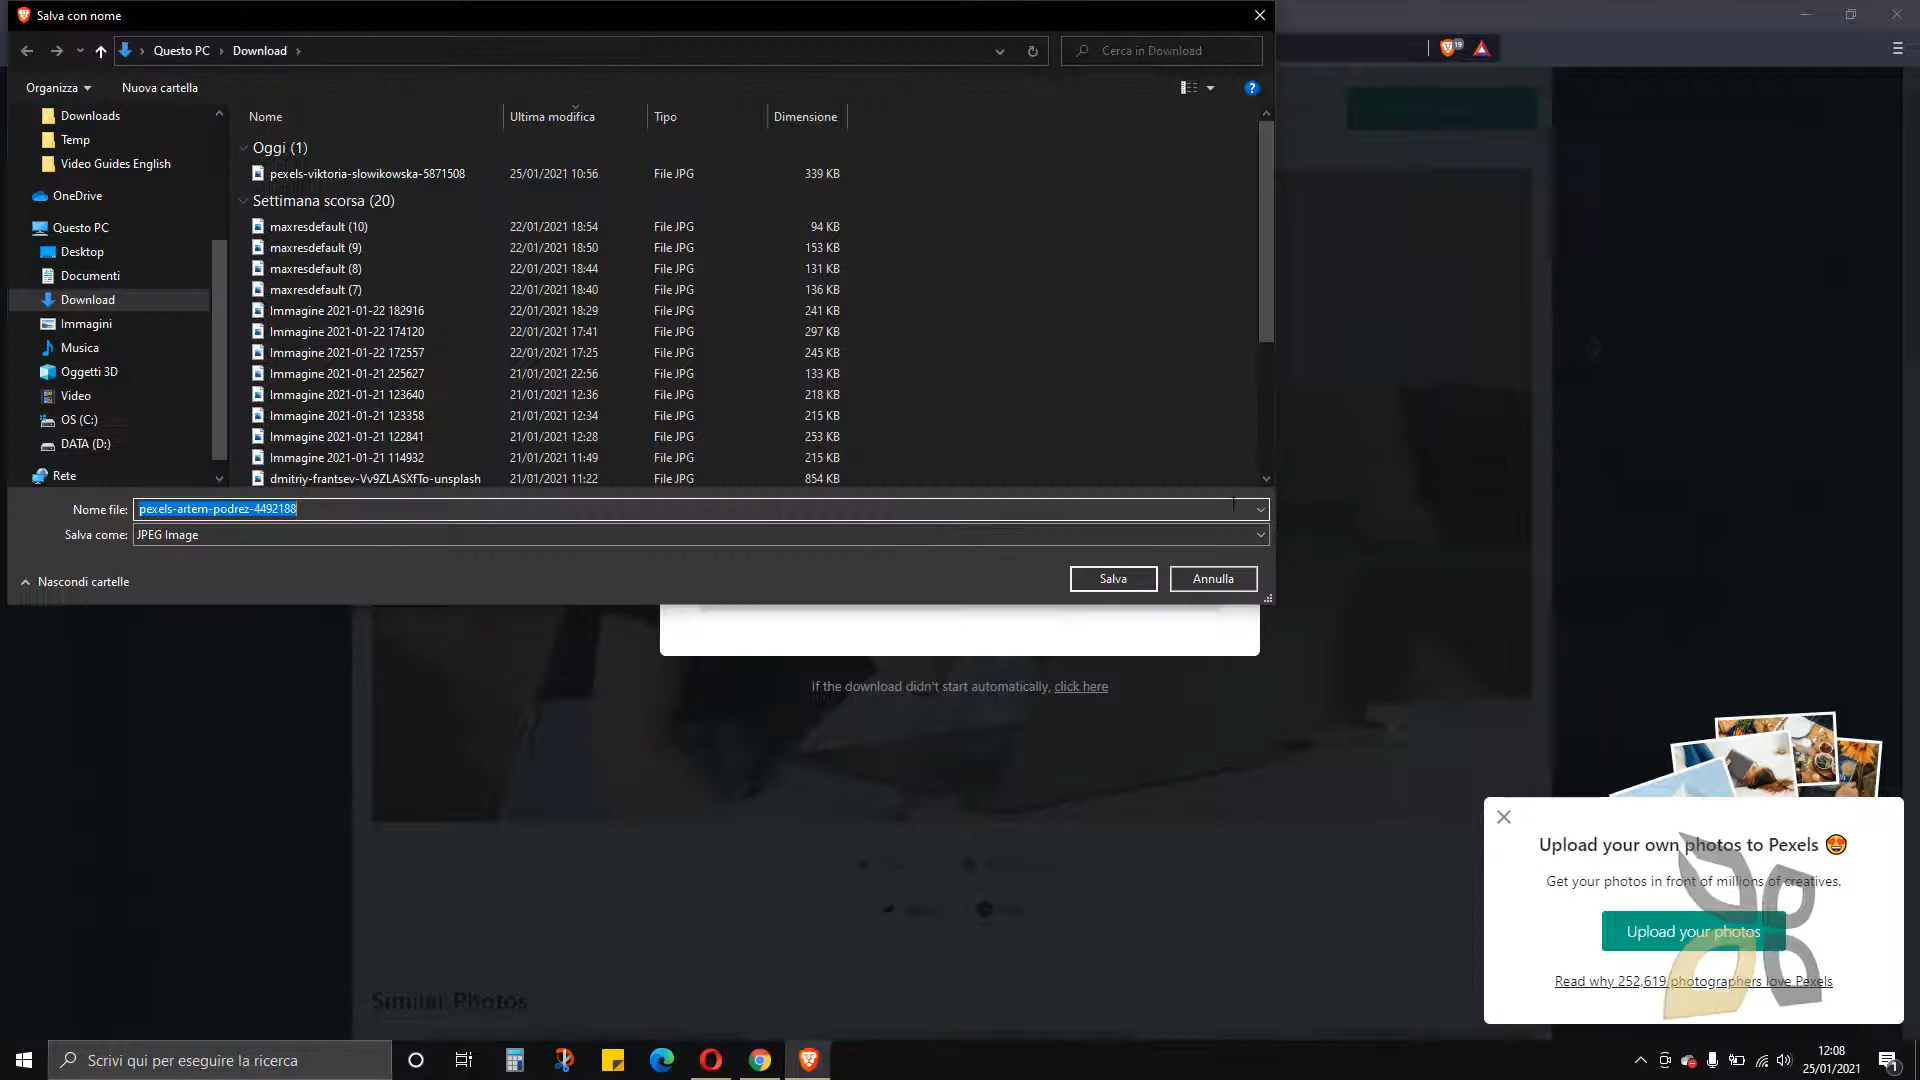 Salva con nome
Questo PC
Download
Cerca in Download
Organizza
Nuova cartella
Downloads
Temp
Video Guides English
OneDrive
Questo PC
Desktop
Documenti
Download
Immagini
Musica
Oggetti 3D
Video
OS (C:)
DATA (D:)
Rete
Nome Ultima modifica Tipo Dimensione
Oggi (1)
pexels-viktoria-slowikowska-5871508 25/01/2021 10:56 File JPG 339 KB
Settimana scorsa (20)
maxresdefault (10) 22/01/2021 18:54 File JPG 94 KB
maxresdefault (9) 22/01/2021 18:50 File JPG 153 KB
maxresdefault (8) 22/01/2021 18:44 File JPG 131 KB
maxresdefault (7) 22/01/2021 18:40 File JPG 136 KB
Immagine 2021-01-22 182916 22/01/2021 18:29 File JPG 241 KB
Immagine 2021-01-22 174120 22/01/2021 17:41 File JPG 297 KB
Immagine 2021-01-22 172557 22/01/2021 17:25 File JPG 245 KB
Immagine 2021-01-21 225627 21/01/2021 22:56 File JPG 133 KB
Immagine 2021-01-21 123640 21/01/2021 12:36 File JPG 218 KB
Immagine 2021-01-21 123358 21/01/2021 12:34 File JPG 215 KB
Immagine 2021-01-21 122841 21/01/2021 12:28 File JPG 253 KB
Immagine 2021-01-21 114932 21/01/2021 11:49 File JPG 215 KB
dmitriy-frantsev-Vv9ZLASXfTo-unsplash 21/01/2021 11:22 File JPG 854 KB
Nome file: pexels-artem-podrez-4492188
Salva come: JPEG Image
Nascondi cartelle
Salva
Annulla
19
If the download didn't start automatically, click here
Upload your own photos to Pexels
Get your photos in front of millions of creatives.
Upload your photos
Read why 252,619 photographers love Pexels
Similar Photos
Scrivi qui per eseguire la ricerca
12:08
25/01/2021
1